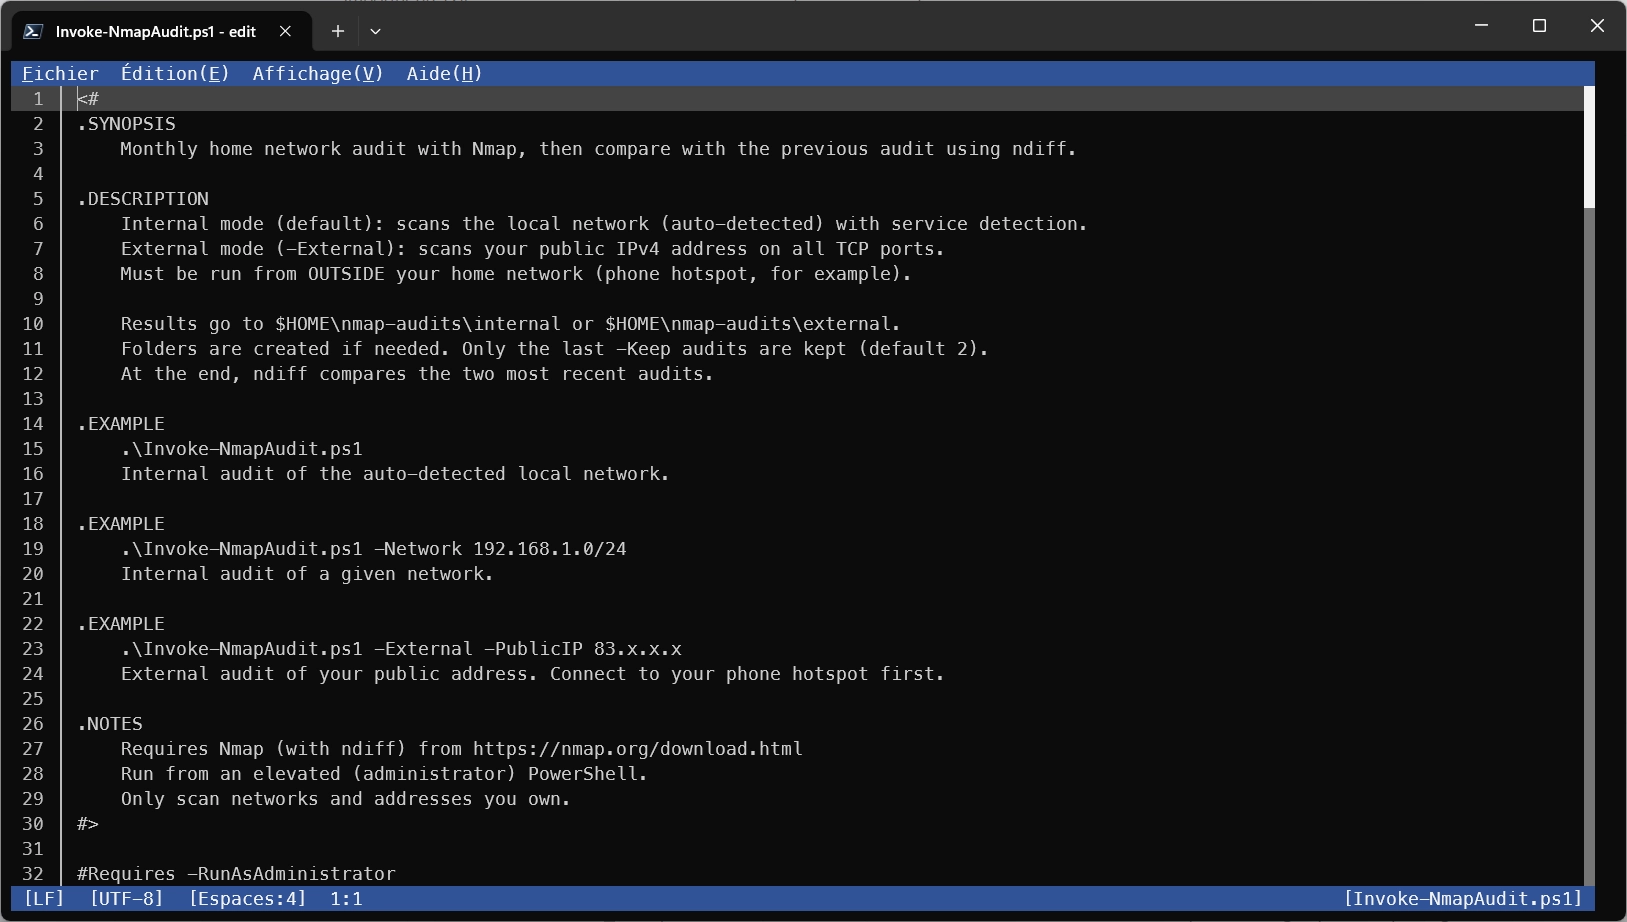 Invoke-NmapAudit.ps1 - edit
Fichier Édition(E) Affichage(V) Aide(H)
1 <#
2 .SYNOPSIS
3     Monthly home network audit with Nmap, then compare with the previous audit using ndiff.
4
5 .DESCRIPTION
6     Internal mode (default): scans the local network (auto-detected) with service detection.
7     External mode (-External): scans your public IPv4 address on all TCP ports.
8     Must be run from OUTSIDE your home network (phone hotspot, for example).
9
10     Results go to $HOME\nmap-audits\internal or $HOME\nmap-audits\external.
11     Folders are created if needed. Only the last -Keep audits are kept (default 2).
12     At the end, ndiff compares the two most recent audits.
13
14 .EXAMPLE
15     .\Invoke-NmapAudit.ps1
16     Internal audit of the auto-detected local network.
17
18 .EXAMPLE
19     .\Invoke-NmapAudit.ps1 -Network 192.168.1.0/24
20     Internal audit of a given network.
21
22 .EXAMPLE
23     .\Invoke-NmapAudit.ps1 -External -PublicIP 83.x.x.x
24     External audit of your public address. Connect to your phone hotspot first.
25
26 .NOTES
27     Requires Nmap (with ndiff) from https://nmap.org/download.html
28     Run from an elevated (administrator) PowerShell.
29     Only scan networks and addresses you own.
30 #>
31
32 #Requires -RunAsAdministrator
[LF] [UTF-8] [Espaces:4] 1:1 [Invoke-NmapAudit.ps1]